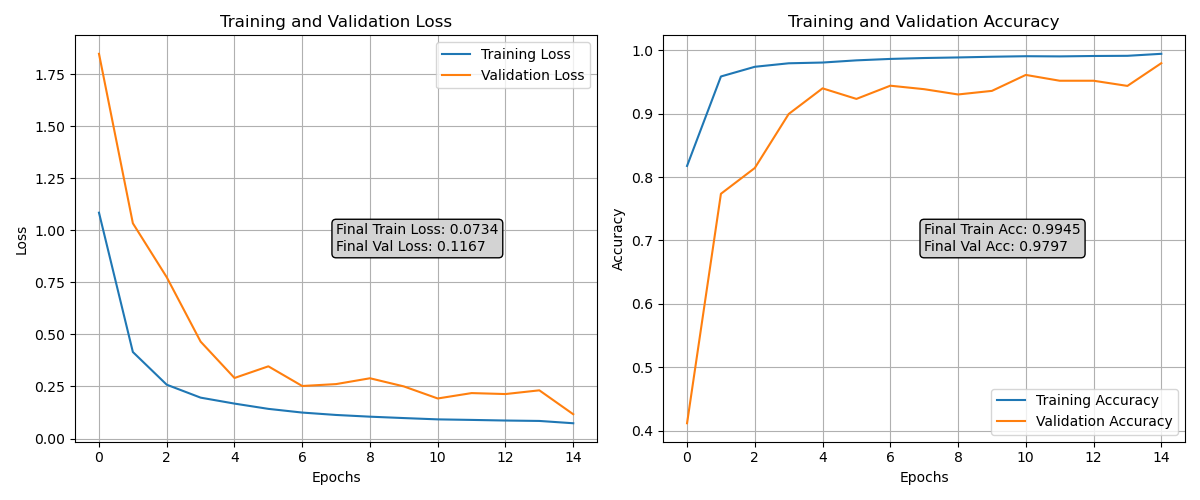 Training and Validation Loss
Training Loss
Validation Loss
1.75
1.50
1.25
1.00
0.75
0.50
0.25
0.00
Loss
Final Train Loss: 0.0734
Final Val Loss: 0.1167
0 2 4 6 8 10 12 14
Epochs
Training and Validation Accuracy
1.0
0.9
0.8
0.7
0.6
0.5
0.4
Accuracy
Final Train Acc: 0.9945
Final Val Acc: 0.9797
Training Accuracy
Validation Accuracy
0 2 4 6 8 10 12 14
Epochs